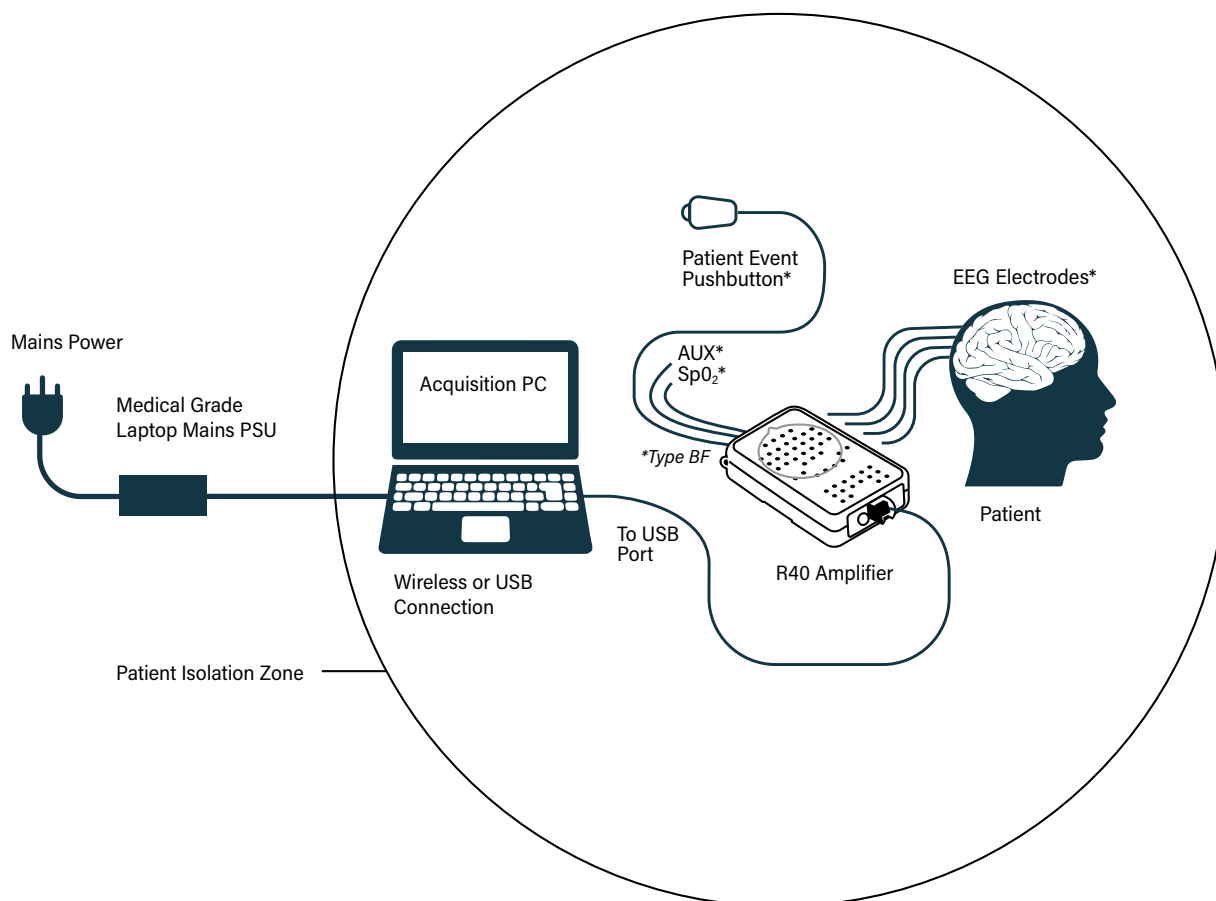 Patient Event
Pushbutton*
EEG Electrodes*
Mains Power
AUX*
Sp0₂*
Acquisition PC
Medical Grade
Laptop Mains PSU
*Type BF
Patient
To USB
Port
R40 Amplifier
Wireless or USB
Connection
Patient Isolation Zone